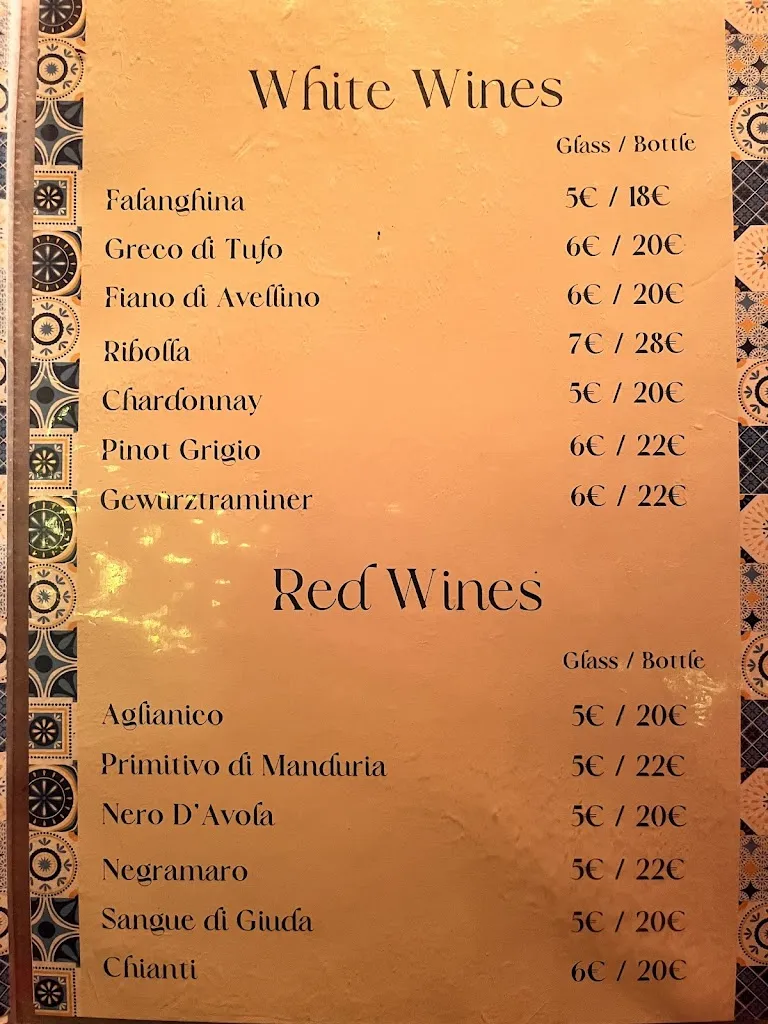 White Wines
Glass / Bottle
Falanghina 5€ / 18€
Greco di Tufo 6€ / 20€
Fiano di Avellino 6€ / 20€
Ribolla 7€ / 28€
Chardonnay 5€ / 20€
Pinot Grigio 6€ / 22€
Gewürztraminer 6€ / 22€
Red Wines
Glass / Bottle
Aglianico 5€ / 20€
Primitivo di Manduria 5€ / 22€
Nero D'Avola 5€ / 20€
Negramaro 5€ / 22€
Sangue di Giuda 5€ / 20€
Chianti 6€ / 20€